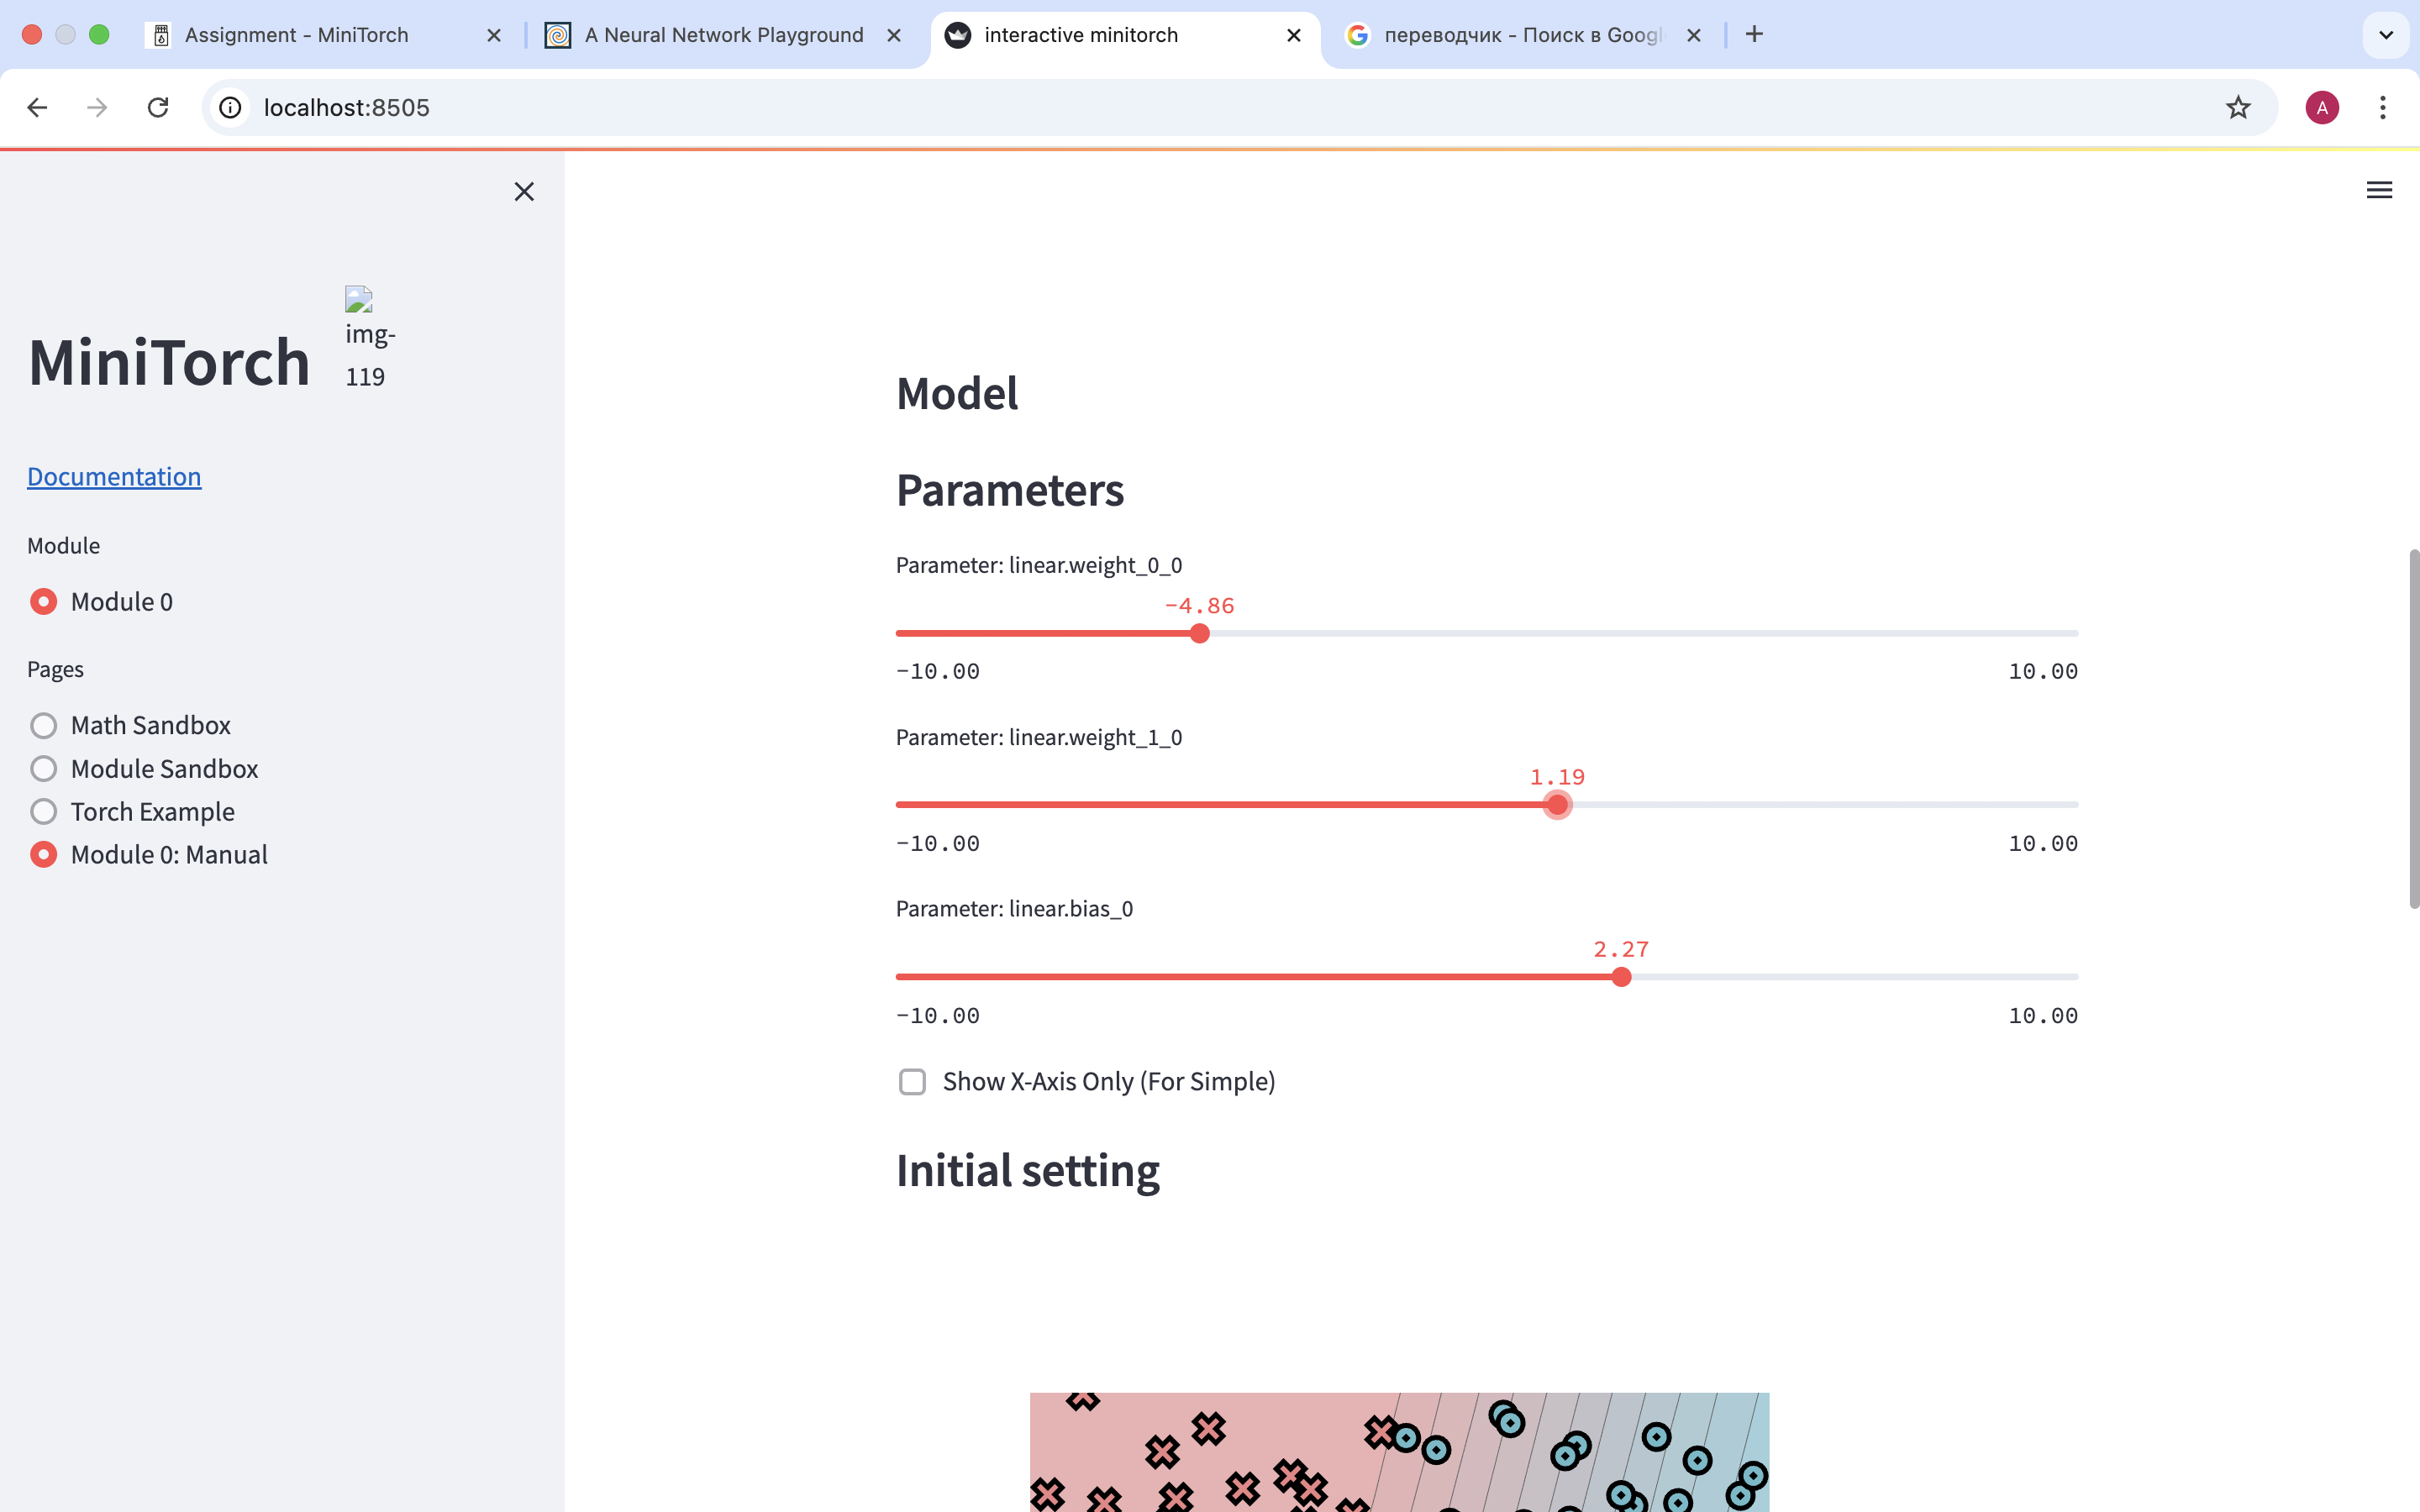 Assignment - MiniTorch
A Neural Network Playground
interactive minitorch
переводчик - Поиск в Googl
localhost:8505
A
MiniTorch
img-
119
Documentation
Module
Module 0
Pages
Math Sandbox
Module Sandbox
Torch Example
Module 0: Manual
Model
Parameters
Parameter: linear.weight_0_0
-4.86
-10.00 10.00
Parameter: linear.weight_1_0
1.19
-10.00 10.00
Parameter: linear.bias_0
2.27
-10.00 10.00
Show X-Axis Only (For Simple)
Initial setting